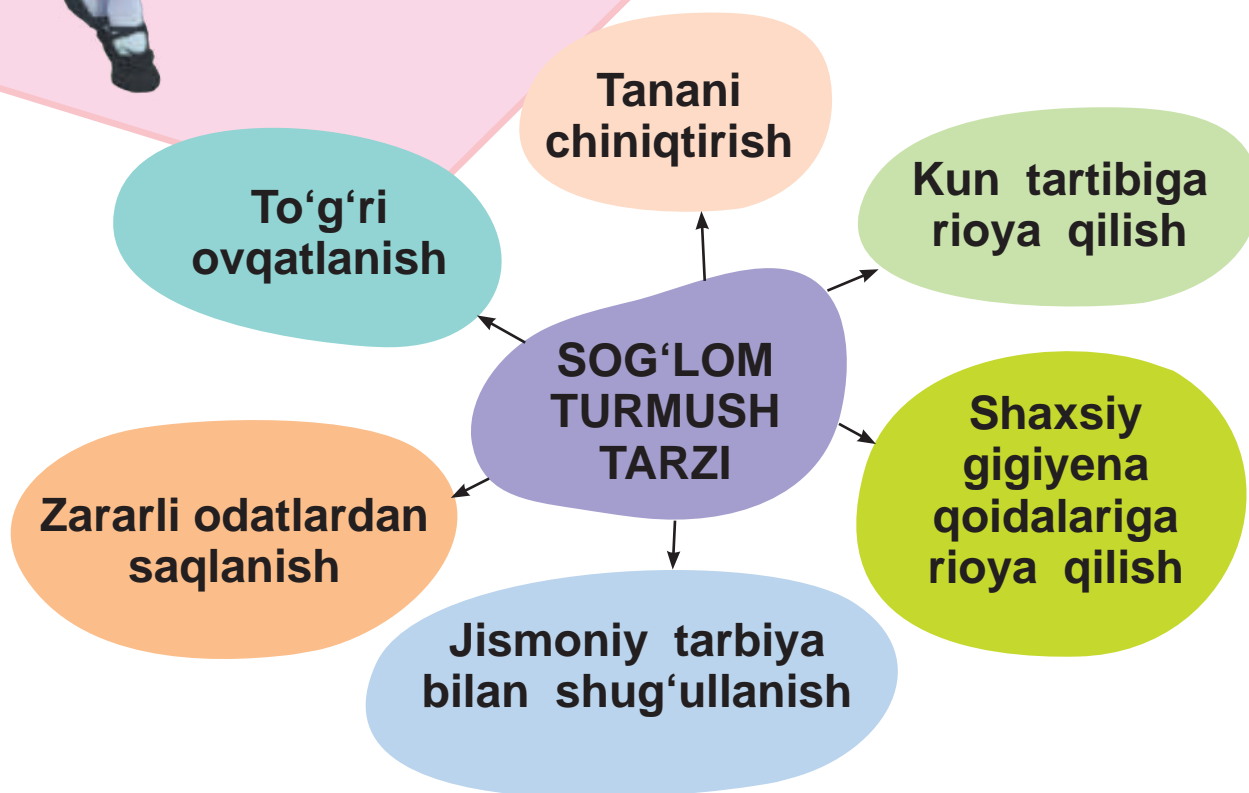 Tanani
chiniqtirish
Kun tartibiga
rioya qilish
To‘g‘ri
ovqatlanish
SOG‘LOM
TURMUSH
TARZI
Shaxsiy
gigiyena
qoidalariga
rioya qilish
Zararli odatlardan
saqlanish
Jismoniy tarbiya
bilan shug‘ullanish